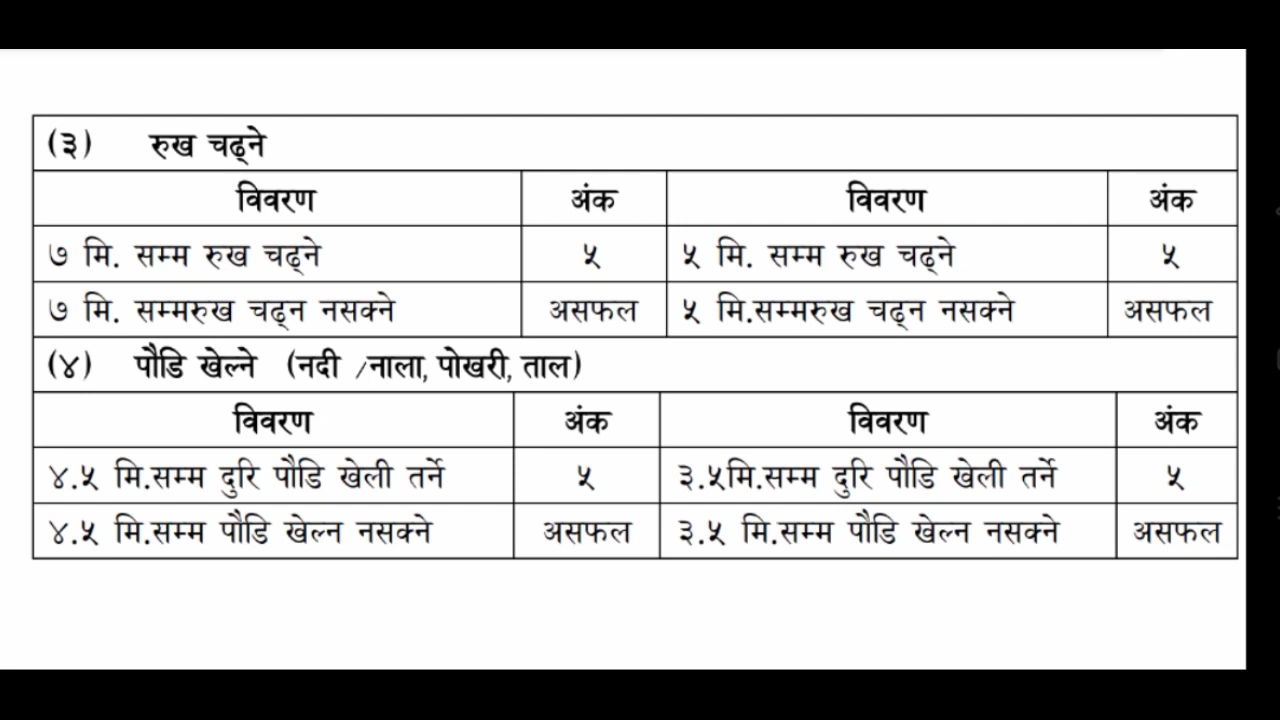 (३) रुख चढ्ने
विवरण अंक विवरण अंक
७ मि. सम्म रुख चढ्ने ५ ५ मि. सम्म रुख चढ्ने ५
७ मि. सम्मरुख चढ्न नसक्ने असफल ५ मि.सम्मरुख चढ्न नसक्ने असफल
(४) पौडि खेल्ने (नदी /नाला, पोखरी, ताल)
विवरण अंक विवरण अंक
४.५ मि.सम्म दुरि पौडि खेली तर्ने ५ ३.५मि.सम्म दुरि पौडि खेली तर्ने ५
४.५ मि.सम्म पौडि खेल्न नसक्ने असफल ३.५ मि.सम्म पौडि खेल्न नसक्ने असफल